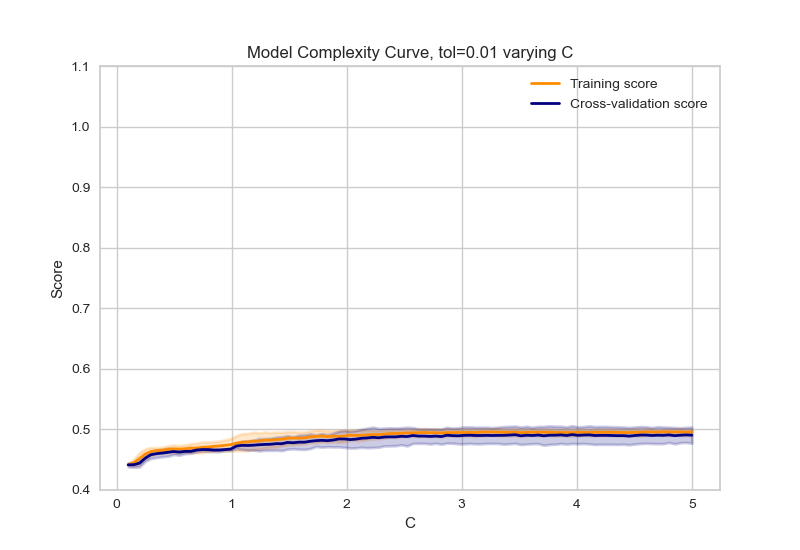 Model Complexity Curve, tol=0.01 varying C
Training score
Cross-validation score
1.1
1.0
0.9
0.8
0.7
0.6
0.5
0.4
Score
0 1 2 3 4 5
C